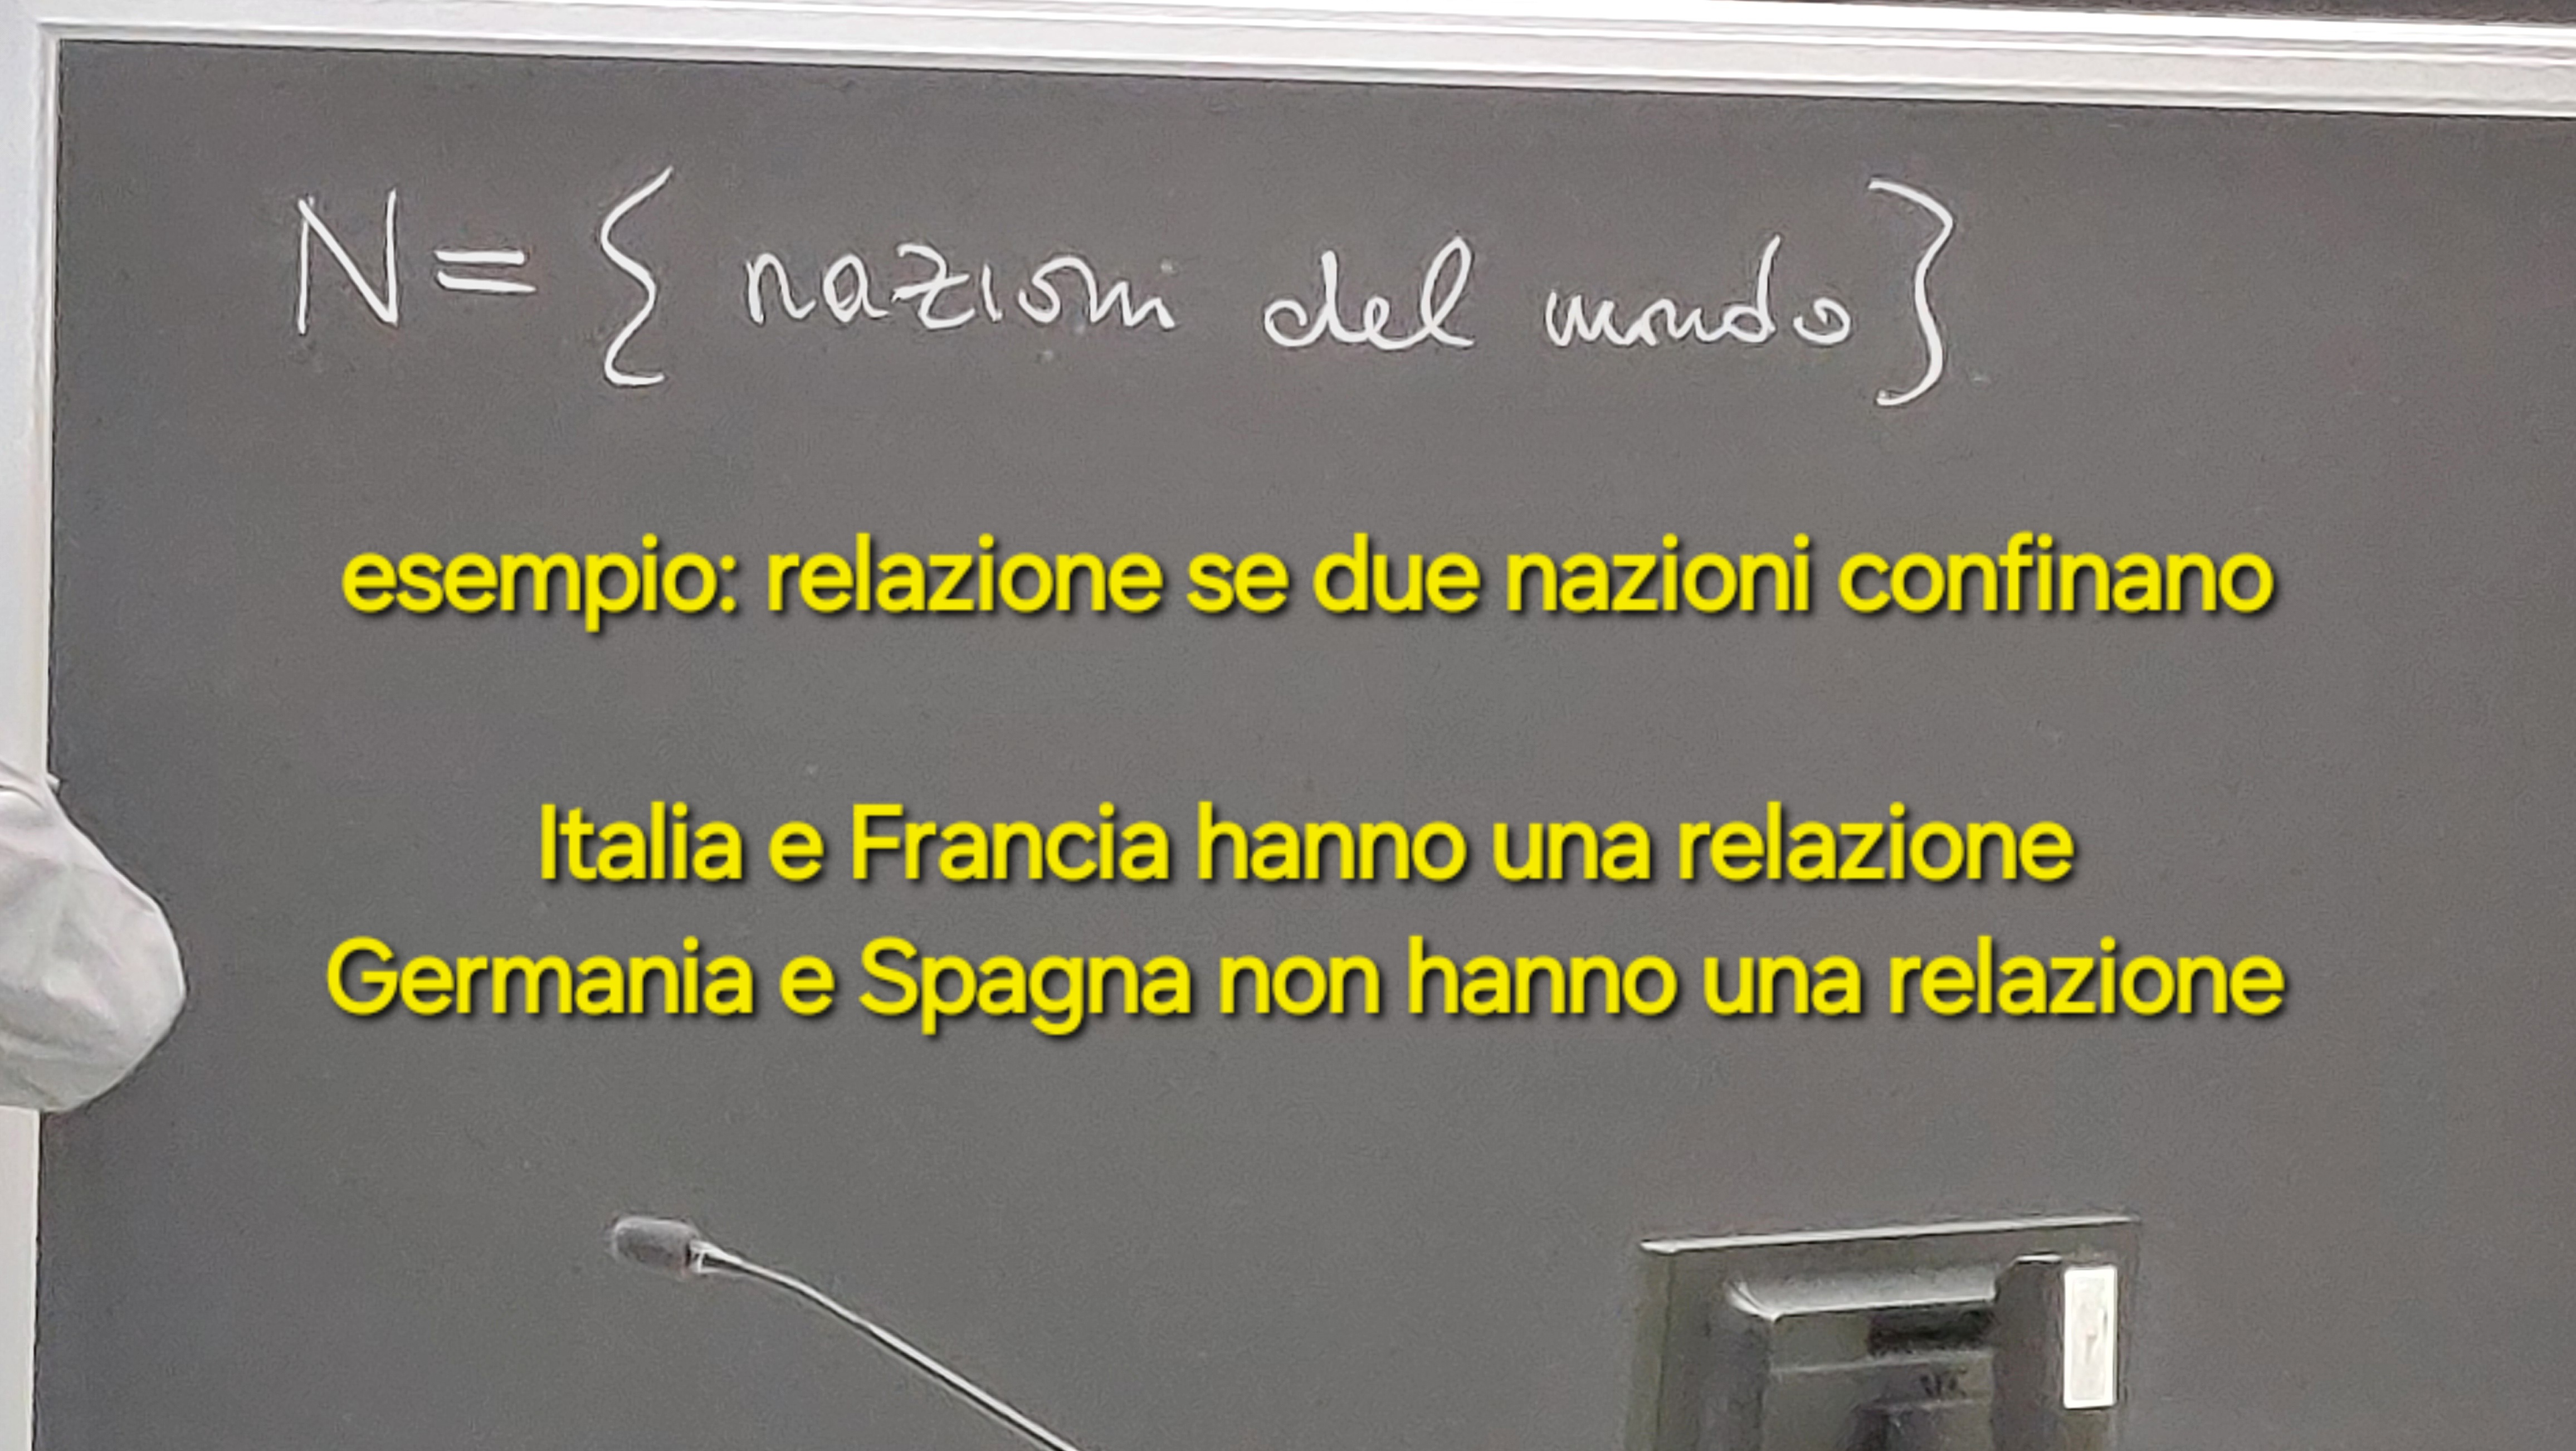 N = { nazioni del mondo }
esempio: relazione se due nazioni confinano
Italia e Francia hanno una relazione
Germania e Spagna non hanno una relazione